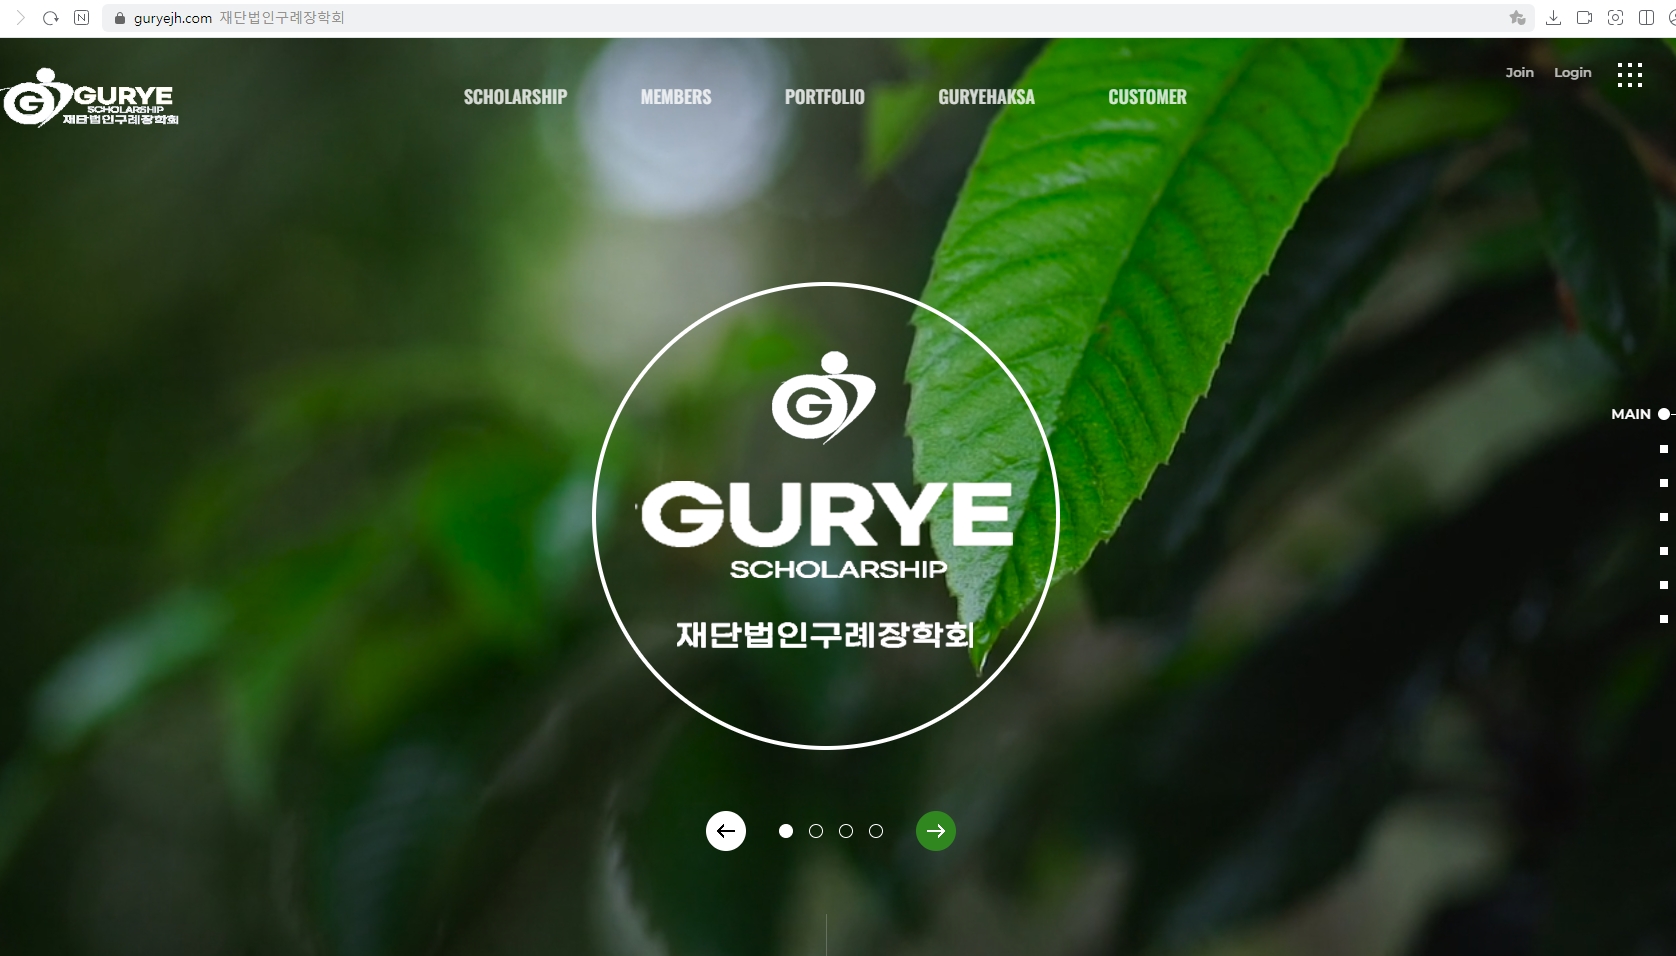 guryejh.com 재단법인구례장학회
GURYE
SCHOLARSHIP
재단법인구례장학회
SCHOLARSHIP MEMBERS PORTFOLIO GURYEHAKSA CUSTOMER
Join Login
G
GURYE
SCHOLARSHIP
재단법인구례장학회
MAIN